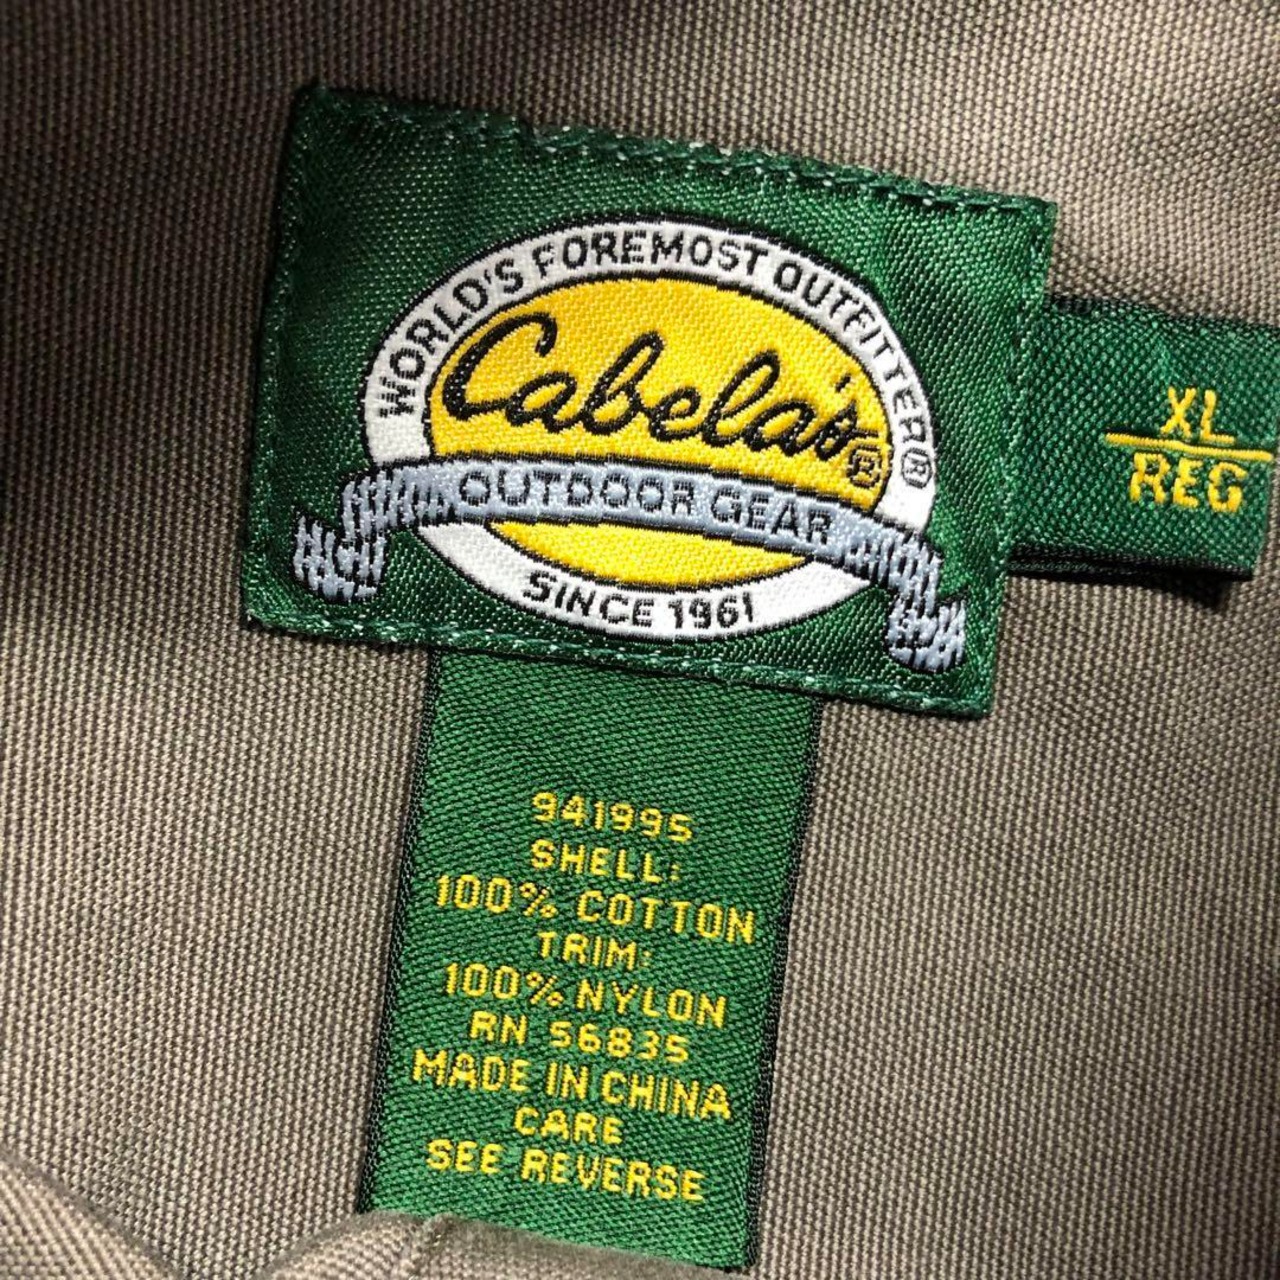 WORLD'S FOREMOST OUTFITTER®
Cabela's®
OUTDOOR GEAR
SINCE 1961
XL
REG
941995
SHELL:
100% COTTON
TRIM:
100% NYLON
RN 56835
MADE IN CHINA
CARE
SEE REVERSE